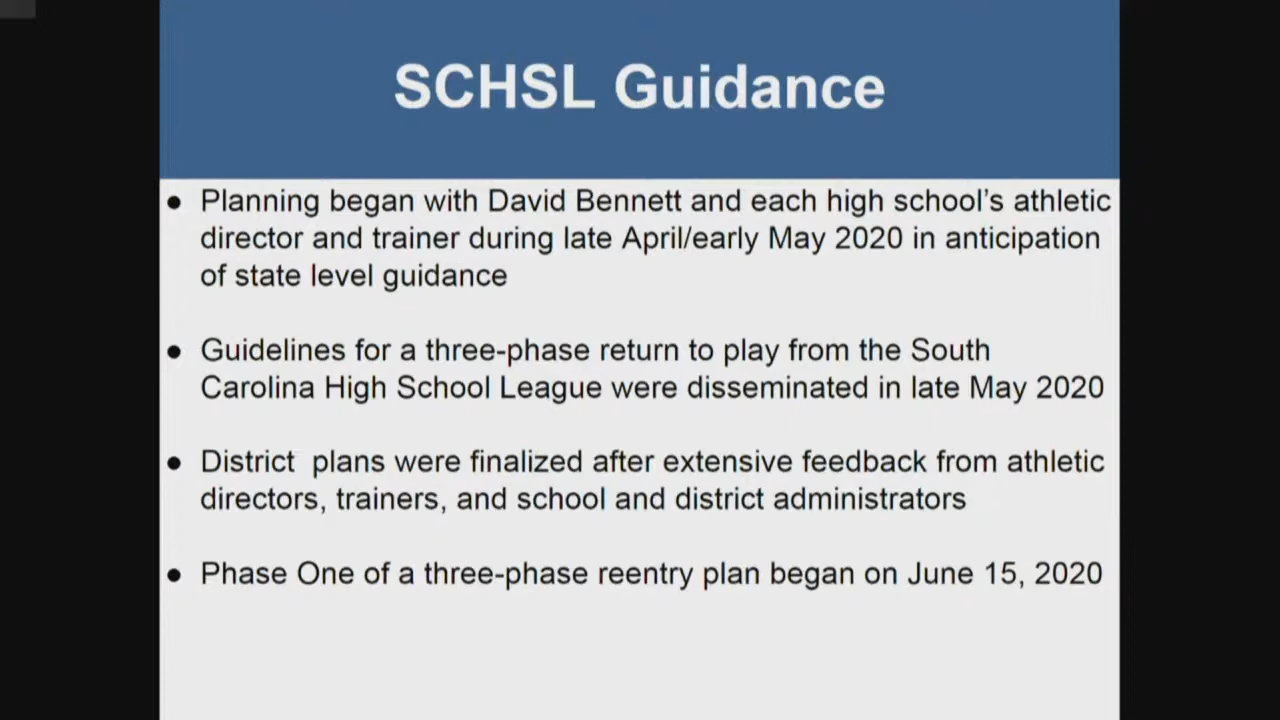 SCHSL Guidance
● Planning began with David Bennett and each high school’s athletic
director and trainer during late April/early May 2020 in anticipation
of state level guidance
● Guidelines for a three-phase return to play from the South
Carolina High School League were disseminated in late May 2020
● District  plans were finalized after extensive feedback from athletic
directors, trainers, and school and district administrators
● Phase One of a three-phase reentry plan began on June 15, 2020